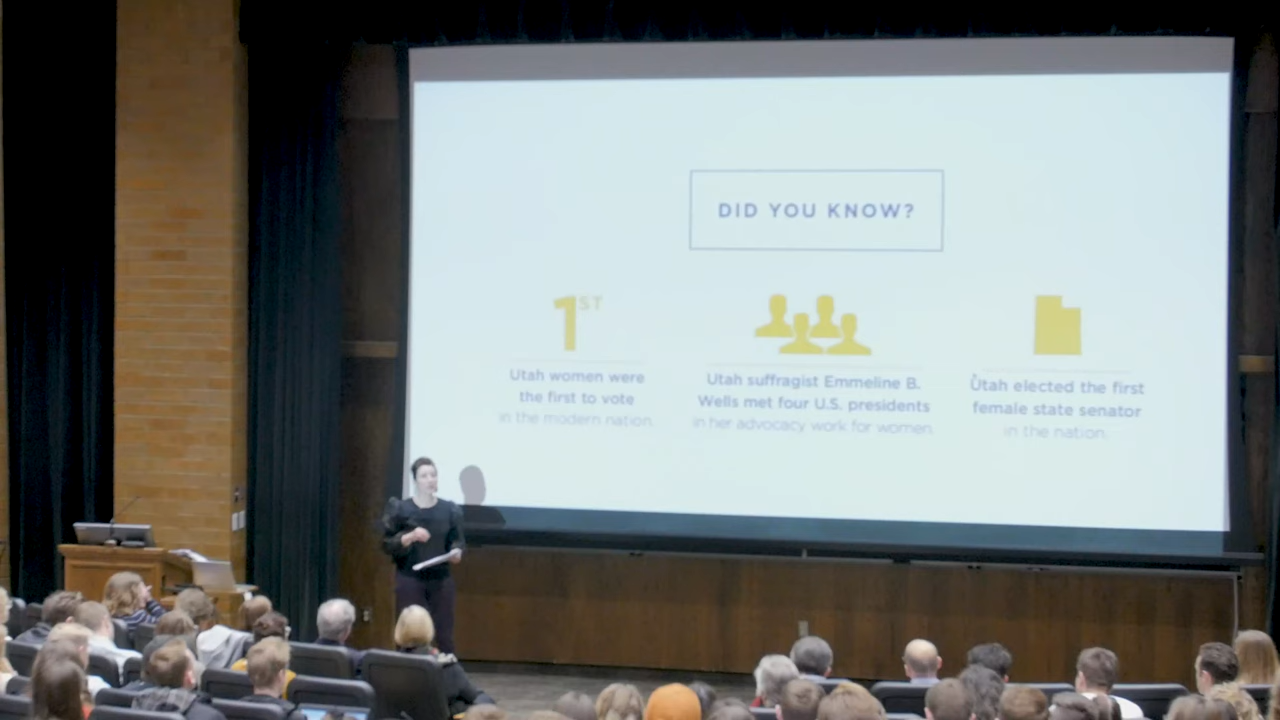 DID YOU KNOW?
1ST
Utah women were
the first to vote
in the modern nation.
Utah suffragist Emmeline B.
Wells met four U.S. presidents
in her advocacy work for women.
Utah elected the first
female state senator
in the nation.